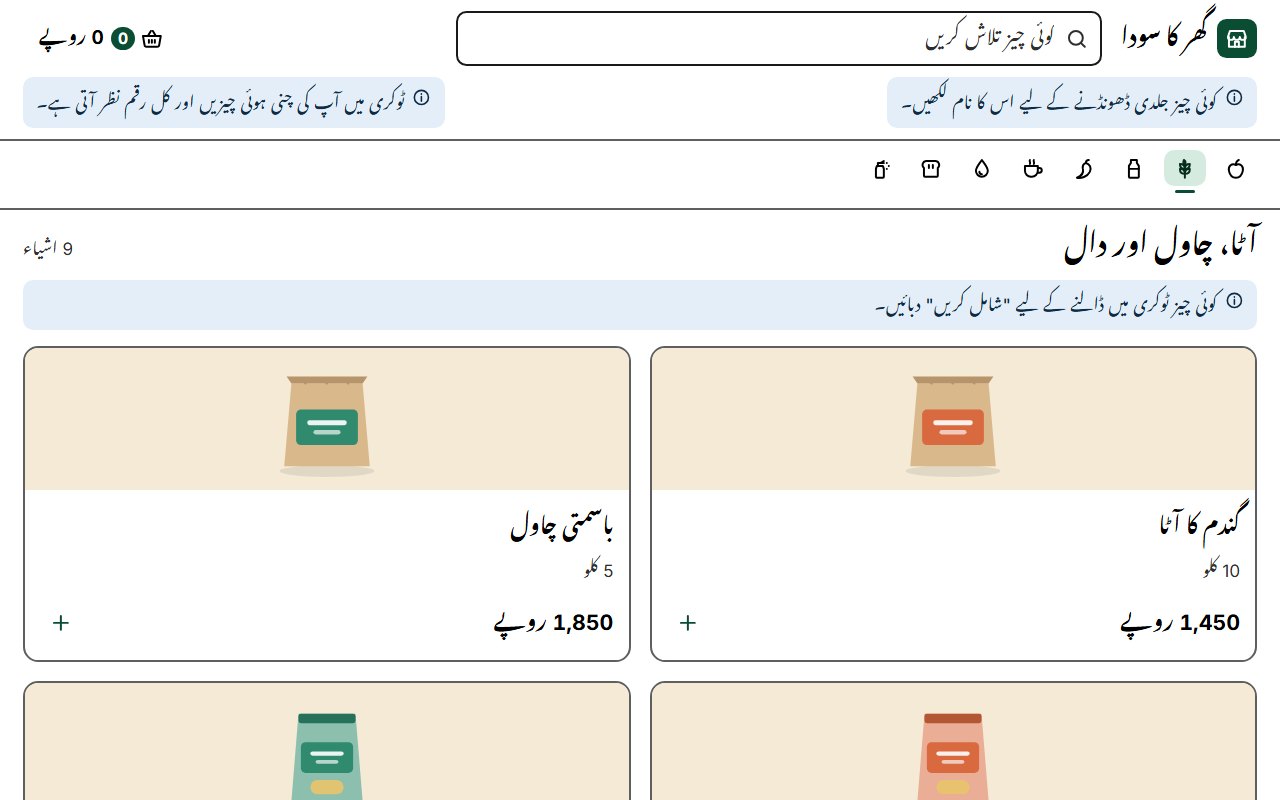 گھر کا سودا
کوئی چیز تلاش کریں
0 0 روپے
کوئی چیز جلدی ڈھونڈنے کے لیے اس کا نام لکھیں۔
ٹوکری میں آپ کی چنی ہوئی چیزیں اور کل رقم نظر آتی ہے۔
آٹا، چاول اور دال
9 اشیاء
کوئی چیز ٹوکری میں ڈالنے کے لیے "شامل کریں" دبائیں۔
گندم کا آٹا
10 کلو
1,450 روپے
باسمتی چاول
5 کلو
1,850 روپے